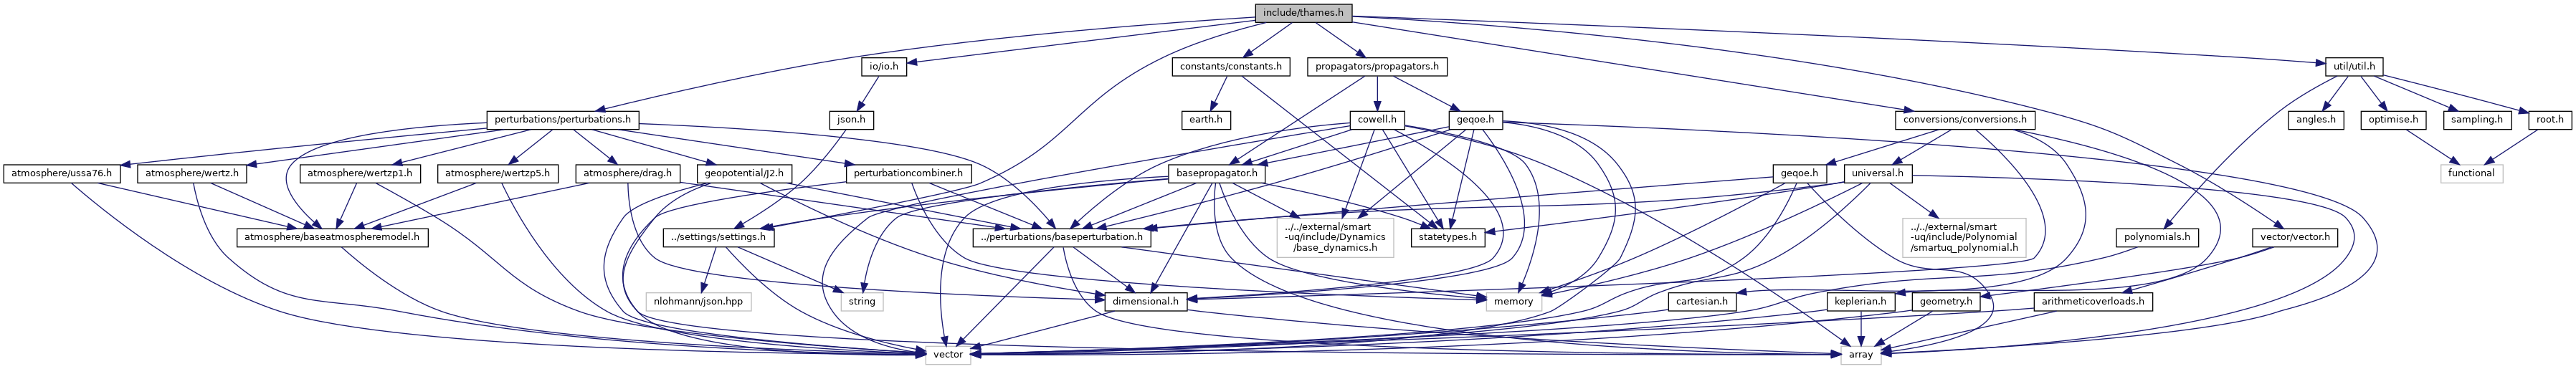 include/thames.h
io/io.h
constants/constants.h
propagators/propagators.h
util/util.h
perturbations/perturbations.h
json.h
earth.h
cowell.h
geqoe.h
conversions/conversions.h
angles.h
optimise.h
sampling.h
root.h
atmosphere/ussa76.h
atmosphere/wertz.h
atmosphere/wertzp1.h
atmosphere/wertzp5.h
atmosphere/drag.h
geopotential/J2.h
perturbationcombiner.h
basepropagator.h
geqoe.h
universal.h
functional
atmosphere/baseatmospheremodel.h
../settings/settings.h
../perturbations/baseperturbation.h
../../external/smart
-uq/include/Dynamics
/base_dynamics.h
statetypes.h
../../external/smart
-uq/include/Polynomial
/smartuq_polynomial.h
polynomials.h
vector/vector.h
nlohmann/json.hpp
string
dimensional.h
memory
cartesian.h
keplerian.h
geometry.h
arithmeticoverloads.h
vector
array